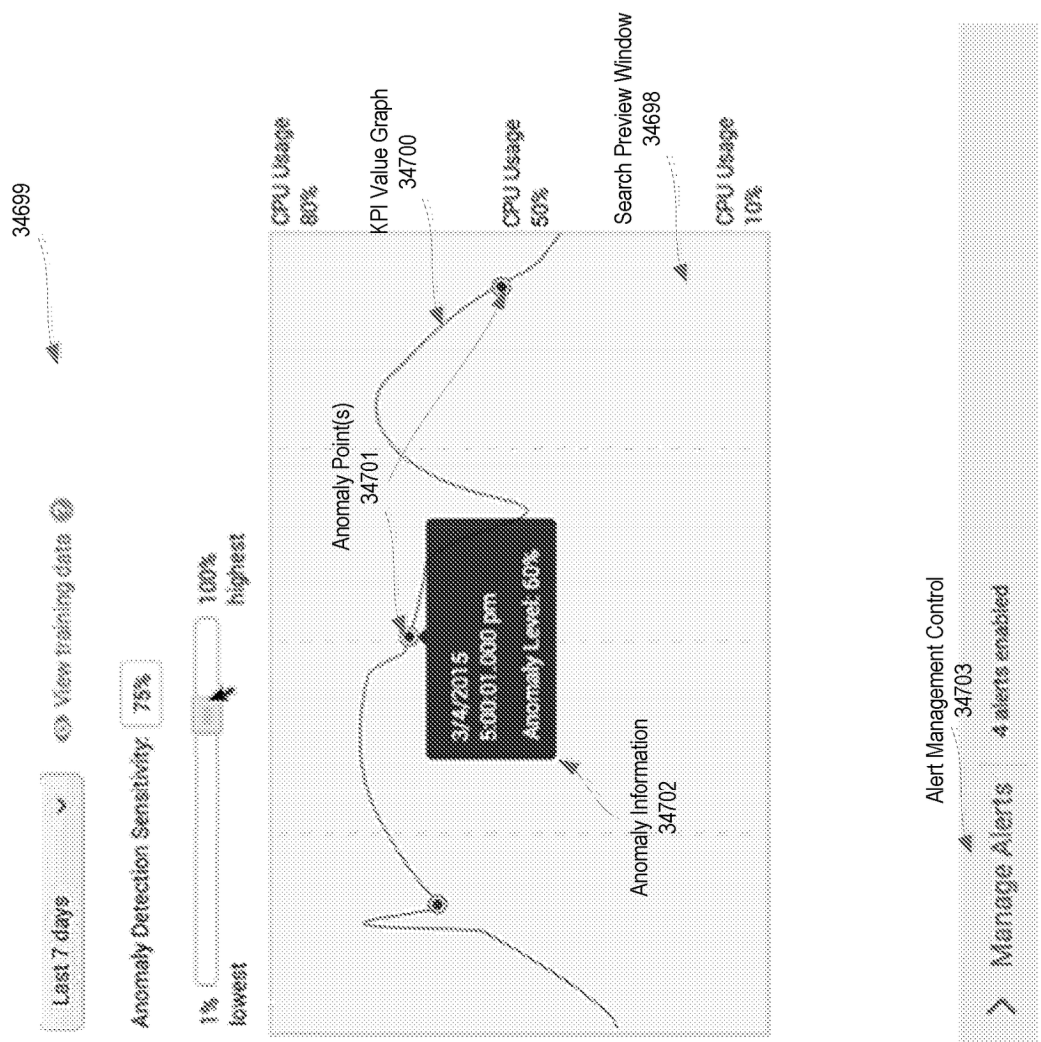 34699
Last 7 days
View training data
Anomaly Detection Sensitivity: 75%
1%
lowest
100%
highest
CPU Usage
80%
KPI Value Graph
34700
Anomaly Point(s)
34701
CPU Usage
50%
3/4/2015
5:00:01.000 pm
Anomaly Level: 60%
Search Preview Window
34698
Anomaly Information
34702
CPU Usage
10%
Alert Management Control
34703
Manage Alerts
4 alerts enabled